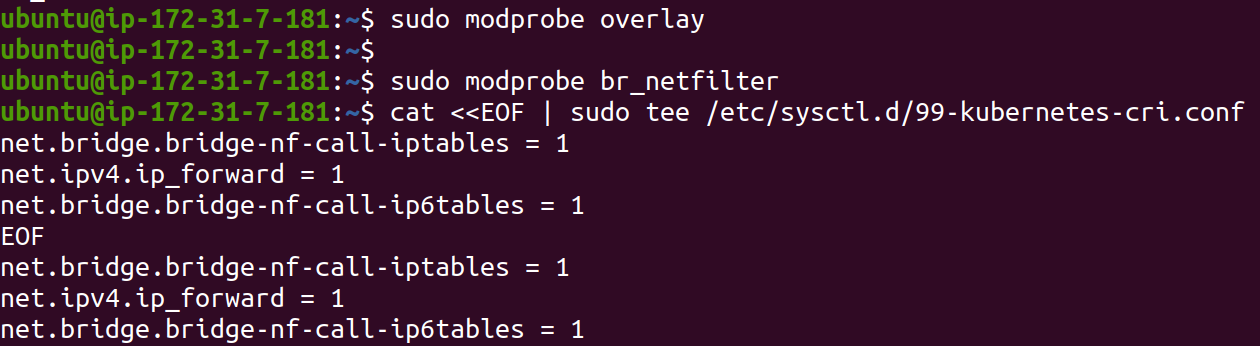 ubuntu@ip-172-31-7-181:~$ sudo modprobe overlay
ubuntu@ip-172-31-7-181:~$
ubuntu@ip-172-31-7-181:~$ sudo modprobe br_netfilter
ubuntu@ip-172-31-7-181:~$ cat <<EOF | sudo tee /etc/sysctl.d/99-kubernetes-cri.conf
net.bridge.bridge-nf-call-iptables = 1
net.ipv4.ip_forward = 1
net.bridge.bridge-nf-call-ip6tables = 1
EOF
net.bridge.bridge-nf-call-iptables = 1
net.ipv4.ip_forward = 1
net.bridge.bridge-nf-call-ip6tables = 1